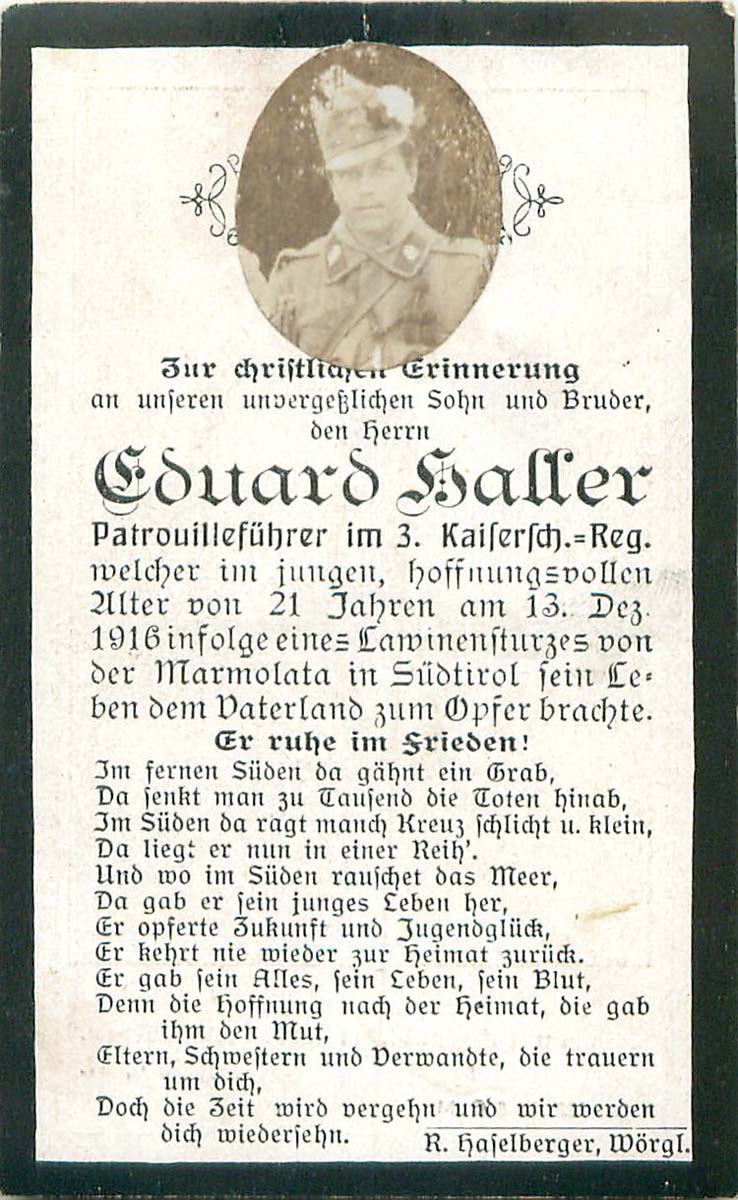 Zur christlichen Erinnerung
an unseren unvergeßlichen Sohn und Bruder,
den Herrn
Eduard Haller
Patrouilleführer im 3. Kaisersch.=Reg.
welcher im jungen, hoffnungsvollen
Alter von 21 Jahren am 13. Dez.
1916 infolge eines Lawinensturzes von
der Marmolata in Südtirol sein Le=
ben dem Vaterland zum Opfer brachte.
Er ruhe im Frieden!
Im fernen Süden da gähnt ein Grab,
Da senkt man zu Tausend die Toten hinab,
Im Süden da ragt manch Kreuz schlicht u. klein,
Da liegt er nun in einer Reih'.
Und wo im Süden rauschet das Meer,
Da gab er sein junges Leben her,
Er opferte Zukunft und Jugendglück,
Er kehrt nie wieder zur Heimat zurück.
Er gab sein Alles, sein Leben, sein Blut,
Denn die Hoffnung nach der Heimat, die gab
ihm den Mut,
Eltern, Schwestern und Verwandte, die trauern
um dich,
Doch die Zeit wird vergehn und wir werden
dich wiedersehn.
R. Haselberger, Wörgl.